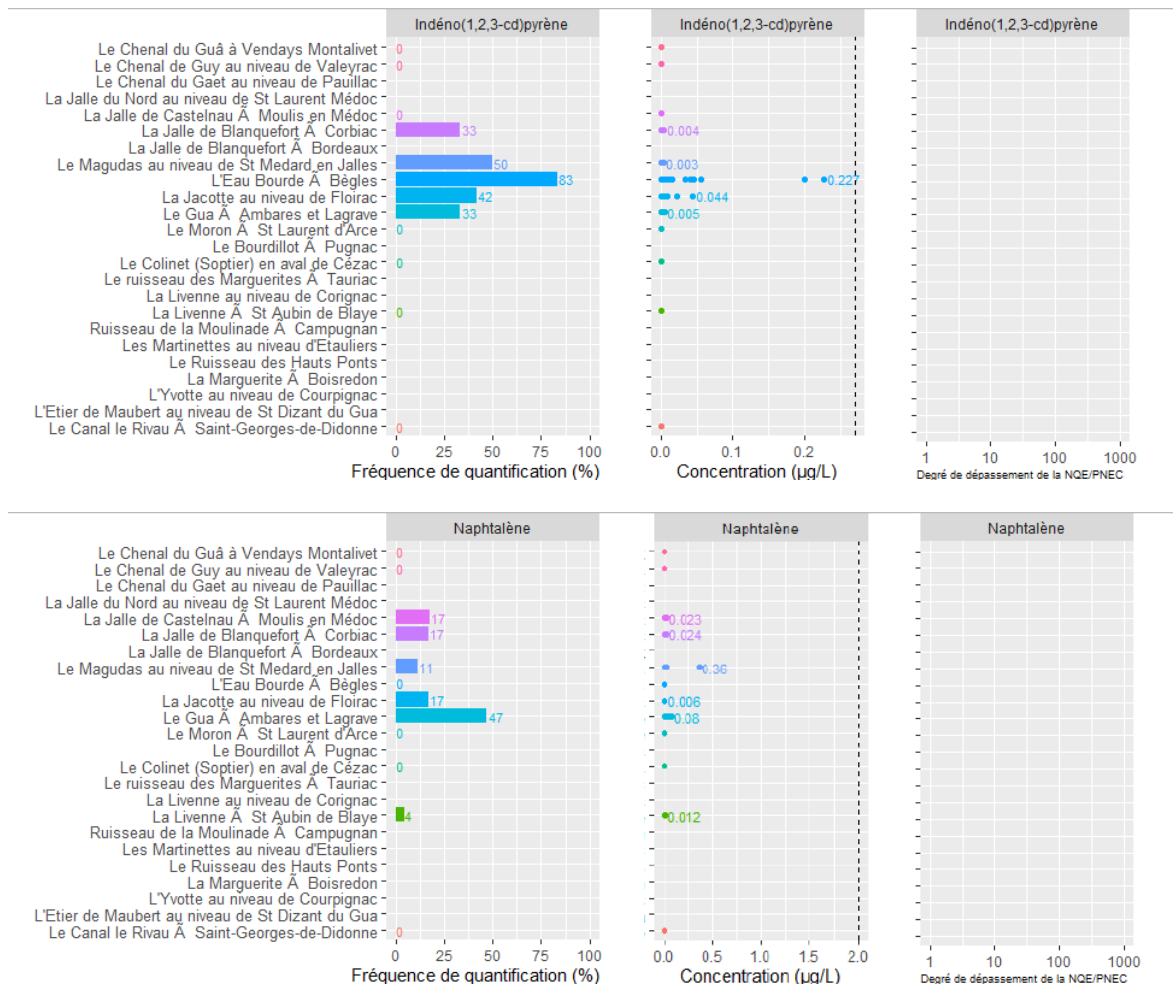 Indéno(1,2,3-cd)pyrène Indéno(1,2,3-cd)pyrène Indéno(1,2,3-cd)pyrène
Le Chenal du Guâ à Vendays Montalivet 0
Le Chenal de Guy au niveau de Valeyrac 0
Le Chenal du Gaet au niveau de Pauillac
La Jalle du Nord au niveau de St Laurent Médoc
La Jalle de Castelnau Ã Moulis en Médoc 0
La Jalle de Blanquefort Ã Corbiac 33 0.004
La Jalle de Blanquefort Ã Bordeaux
Le Magudas au niveau de St Medard en Jalles 50 0.003
L'Eau Bourde Ã Bègles 83 0.227
La Jacotte au niveau de Floirac 42 0.044
Le Gua Ã Ambares et Lagrave 33 0.005
Le Moron Ã St Laurent d'Arce 0
Le Bourdillot Ã Pugnac
Le Colinet (Soptier) en aval de Cézac 0
Le ruisseau des Marguerites Ã Tauriac
La Livenne au niveau de Corignac
La Livenne Ã St Aubin de Blaye 0
Ruisseau de la Moulinade Ã Campugnan
Les Martinettes au niveau d'Etauliers
Le Ruisseau des Hauts Ponts
La Marguerite Ã Boisredon
L'Yvotte au niveau de Courpignac
L'Etier de Maubert au niveau de St Dizant du Gua
Le Canal le Rivau Ã Saint-Georges-de-Didonne 0
0 25 50 75 100 0.0 0.1 0.2 1 10 100 1000
Fréquence de quantification (%) Concentration (µg/L) Degré de dépassement de la NQE/PNEC
Naphtalène Naphtalène Naphtalène
Le Chenal du Guâ à Vendays Montalivet 0
Le Chenal de Guy au niveau de Valeyrac 0
Le Chenal du Gaet au niveau de Pauillac
La Jalle du Nord au niveau de St Laurent Médoc
La Jalle de Castelnau Ã Moulis en Médoc 17 0.023
La Jalle de Blanquefort Ã Corbiac 17 0.024
La Jalle de Blanquefort Ã Bordeaux
Le Magudas au niveau de St Medard en Jalles 11 0.36
L'Eau Bourde Ã Bègles 0
La Jacotte au niveau de Floirac 17 0.006
Le Gua Ã Ambares et Lagrave 47 0.08
Le Moron Ã St Laurent d'Arce 0
Le Bourdillot Ã Pugnac
Le Colinet (Soptier) en aval de Cézac 0
Le ruisseau des Marguerites Ã Tauriac
La Livenne au niveau de Corignac
La Livenne Ã St Aubin de Blaye 4 0.012
Ruisseau de la Moulinade Ã Campugnan
Les Martinettes au niveau d'Etauliers
Le Ruisseau des Hauts Ponts
La Marguerite Ã Boisredon
L'Yvotte au niveau de Courpignac
L'Etier de Maubert au niveau de St Dizant du Gua
Le Canal le Rivau Ã Saint-Georges-de-Didonne 0
0 25 50 75 100 0.0 0.5 1.0 1.5 2.0 1 10 100 1000
Fréquence de quantification (%) Concentration (µg/L) Degré de dépassement de la NQE/PNEC